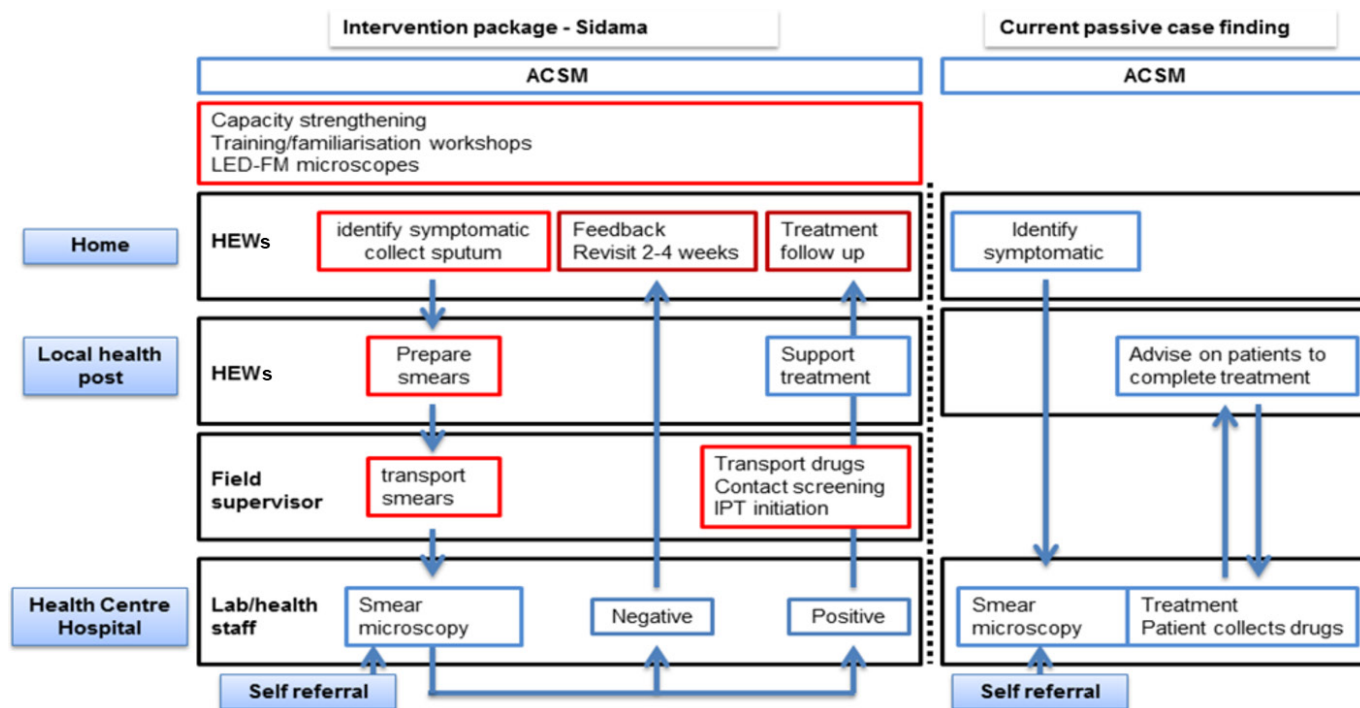 Intervention package - Sidama
Current passive case finding
ACSM
ACSM
Capacity strengthening
Training/familiarisation workshops
LED-FM microscopes
Home
HEWs
identify symptomatic
collect sputum
Feedback
Revisit 2-4 weeks
Treatment
follow up
Identify
symptomatic
Local health
post
HEWs
Prepare
smears
Support
treatment
Advise on patients to
complete treatment
Field
supervisor
transport
smears
Transport drugs
Contact screening
IPT initiation
Health Centre
Hospital
Lab/health
staff
Smear
microscopy
Negative
Positive
Smear
microscopy
Treatment
Patient collects drugs
Self referral
Self referral